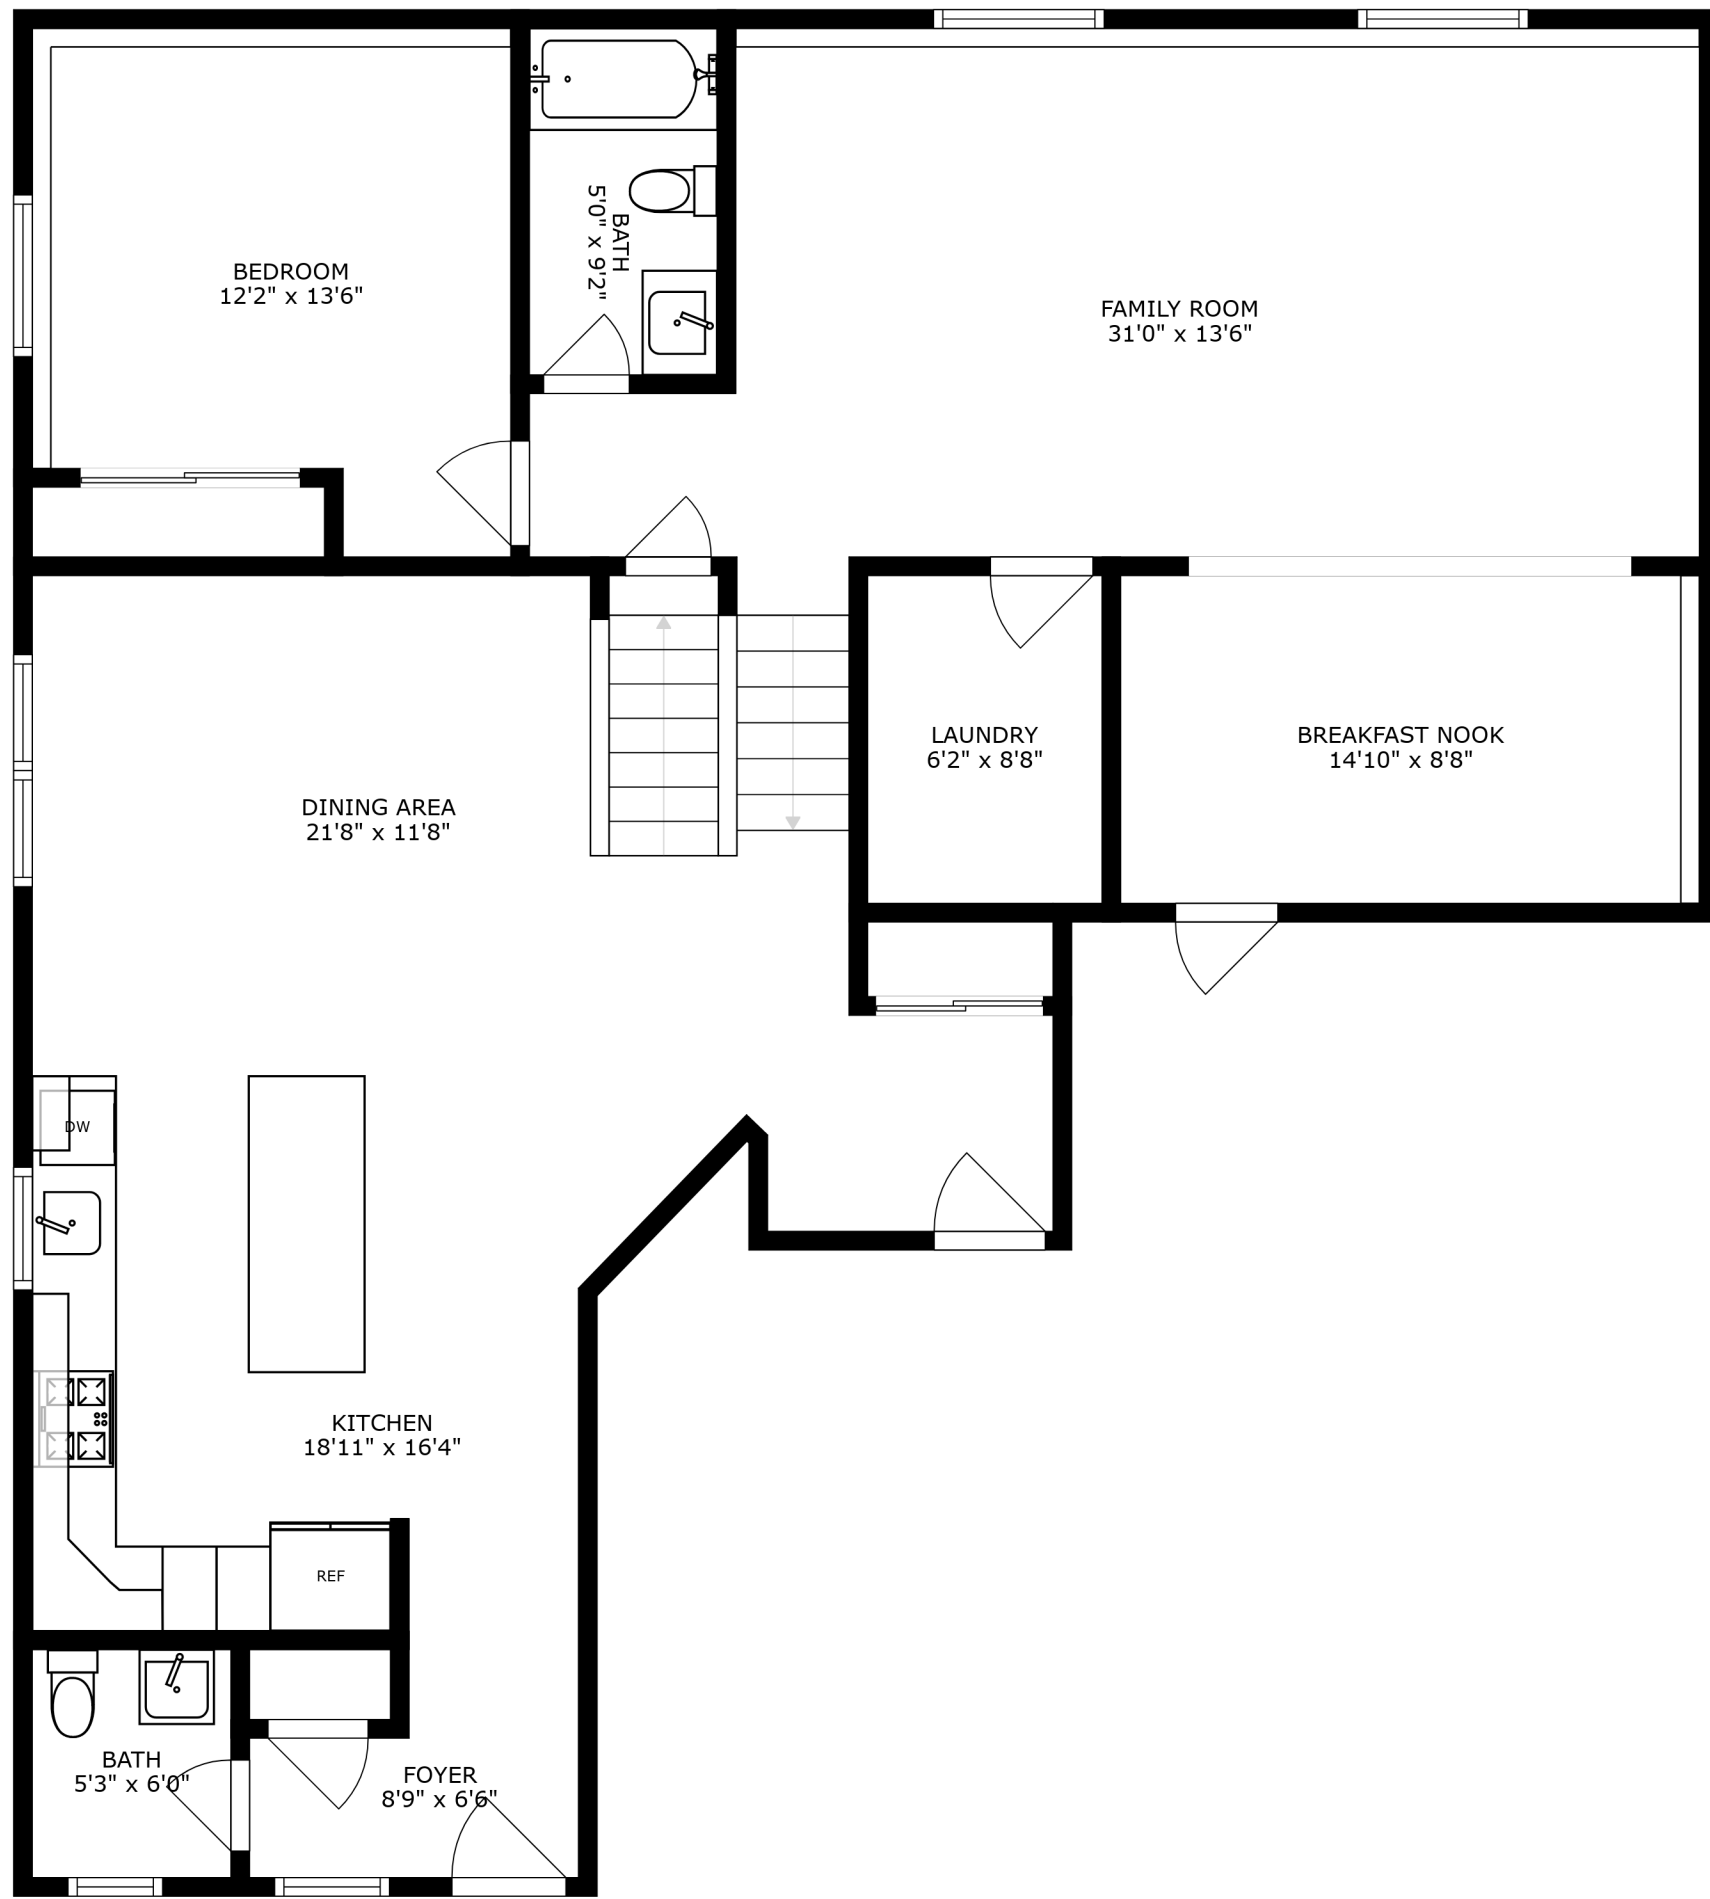 BEDROOM
12'2" x 13'6"
BATH
5'0" x 9'2"
FAMILY ROOM
31'0" x 13'6"
LAUNDRY
6'2" x 8'8"
BREAKFAST NOOK
14'10" x 8'8"
DINING AREA
21'8" x 11'8"
DW
KITCHEN
18'11" x 16'4"
REF
BATH
5'3" x 6'0"
FOYER
8'9" x 6'6"